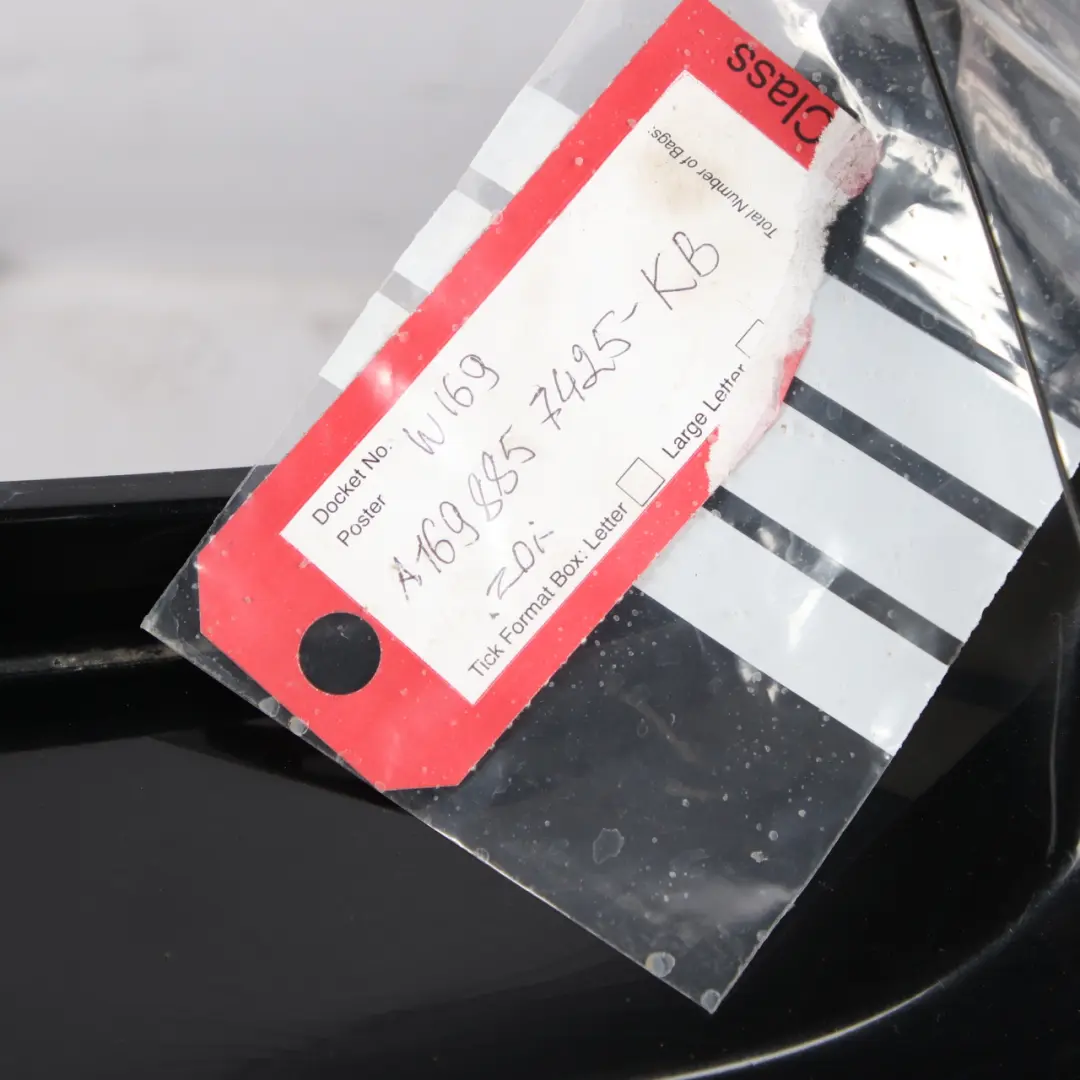 Class
Total Number of Bags:
Docket No. W169
Poster
A169 885 7425-KB
Tick Format Box: Letter Large Letter